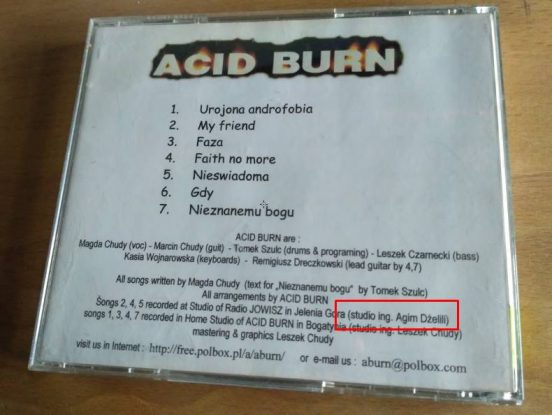 ACID BURN
1. Urojona androfobia
2. My friend
3. Faza
4. Faith no more
5. Nieswiadoma
6. Gdy
7. Nieznanemu bogu
ACID BURN are :
Magda Chudy (voc) - Marcin Chudy (guit) - Tomek Szulc (drums & programing) - Leszek Czarnecki (bass)
Kasia Wojnarowska (keyboards) - Remigiusz Dreczkowski (lead guitar by 4,7)
All songs written by Magda Chudy (text for „Nieznanemu bogu" by Tomek Szulc)
All arrangements by ACID BURN
Songs 2, 4, 5 recorded at Studio of Radio JOWISZ in Jelenia Gora (studio ing. Agim Dżelili)
songs 1, 3, 4, 7 recorded in Home Studio of ACID BURN in Bogatynia (studio ing. Leszek Chudy)
mastering & graphics Leszek Chudy
visit us in Internet : http://free.polbox.pl/a/aburn/ or e-mail us : aburn@polbox.com